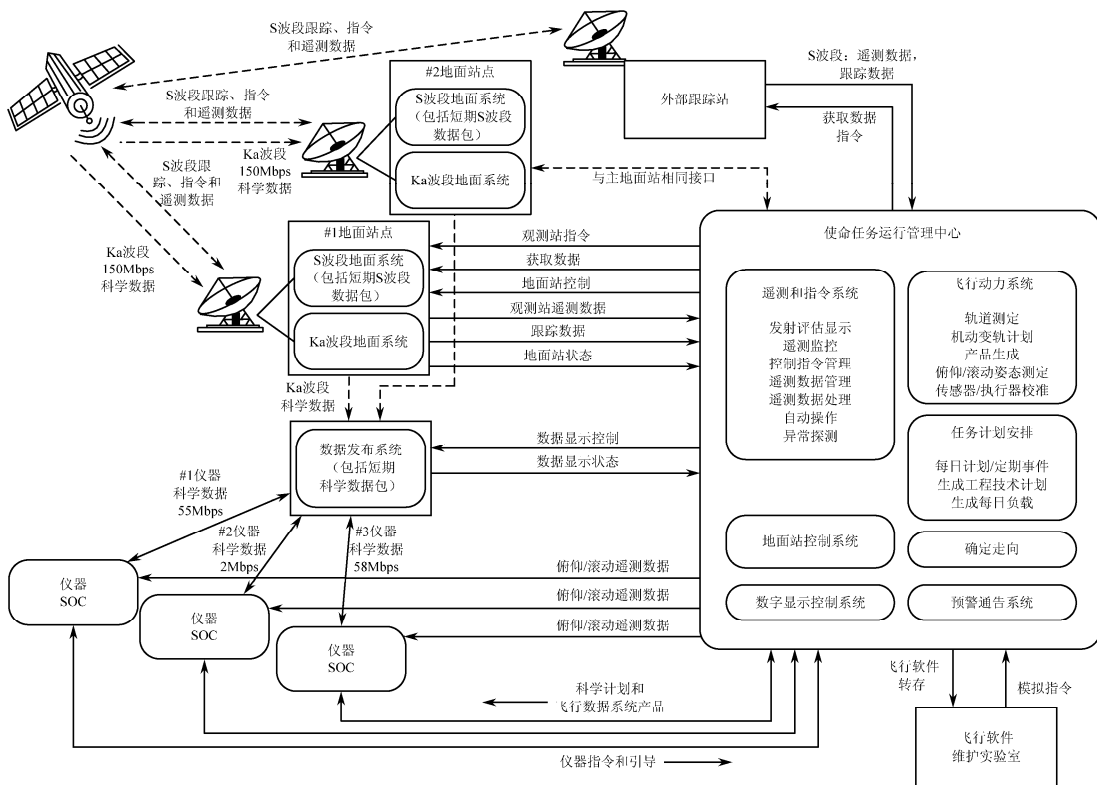 S波段跟踪、指令
和遥测数据
S波段:遥测数据,
跟踪数据
外部跟踪站
获取数据
指令
#2地面站点
S波段地面系统
(包括短期S波段
数据包)
Ka波段地面系统
S波段跟踪、指令
和遥测数据
Ka波段
150Mbps
科学数据
S波段跟
踪、指令和
遥测数据
Ka波段
150Mbps
科学数据
与主地面站相同接口
#1地面站点
S波段地面系统
(包括短期S波段
数据包)
Ka波段地面系统
观测站指令
获取数据
地面站控制
观测站遥测数据
跟踪数据
地面站状态
Ka波段
科学数据
数据发布系统
(包括短期
科学数据包)
数据显示控制
数据显示状态
使命任务运行管理中心
遥测和指令系统
发射评估显示
遥测监控
控制指令管理
遥测数据管理
遥测数据处理
自动操作
异常探测
飞行动力系统
轨道测定
机动变轨计划
产品生成
俯仰/滚动姿态测定
传感器/执行器校准
任务计划安排
每日计划/定期事件
生成工程技术计划
生成每日负载
地面站控制系统
确定走向
数字显示控制系统
预警通告系统
#1仪器
科学数据
55Mbps
#2仪器
科学数据
2Mbps
#3仪器
科学数据
58Mbps
仪器
SOC
仪器
SOC
仪器
SOC
俯仰/滚动遥测数据
俯仰/滚动遥测数据
俯仰/滚动遥测数据
科学计划和
飞行数据系统产品
仪器指令和引导
飞行软件
转存
模拟指令
飞行软件
维护实验室